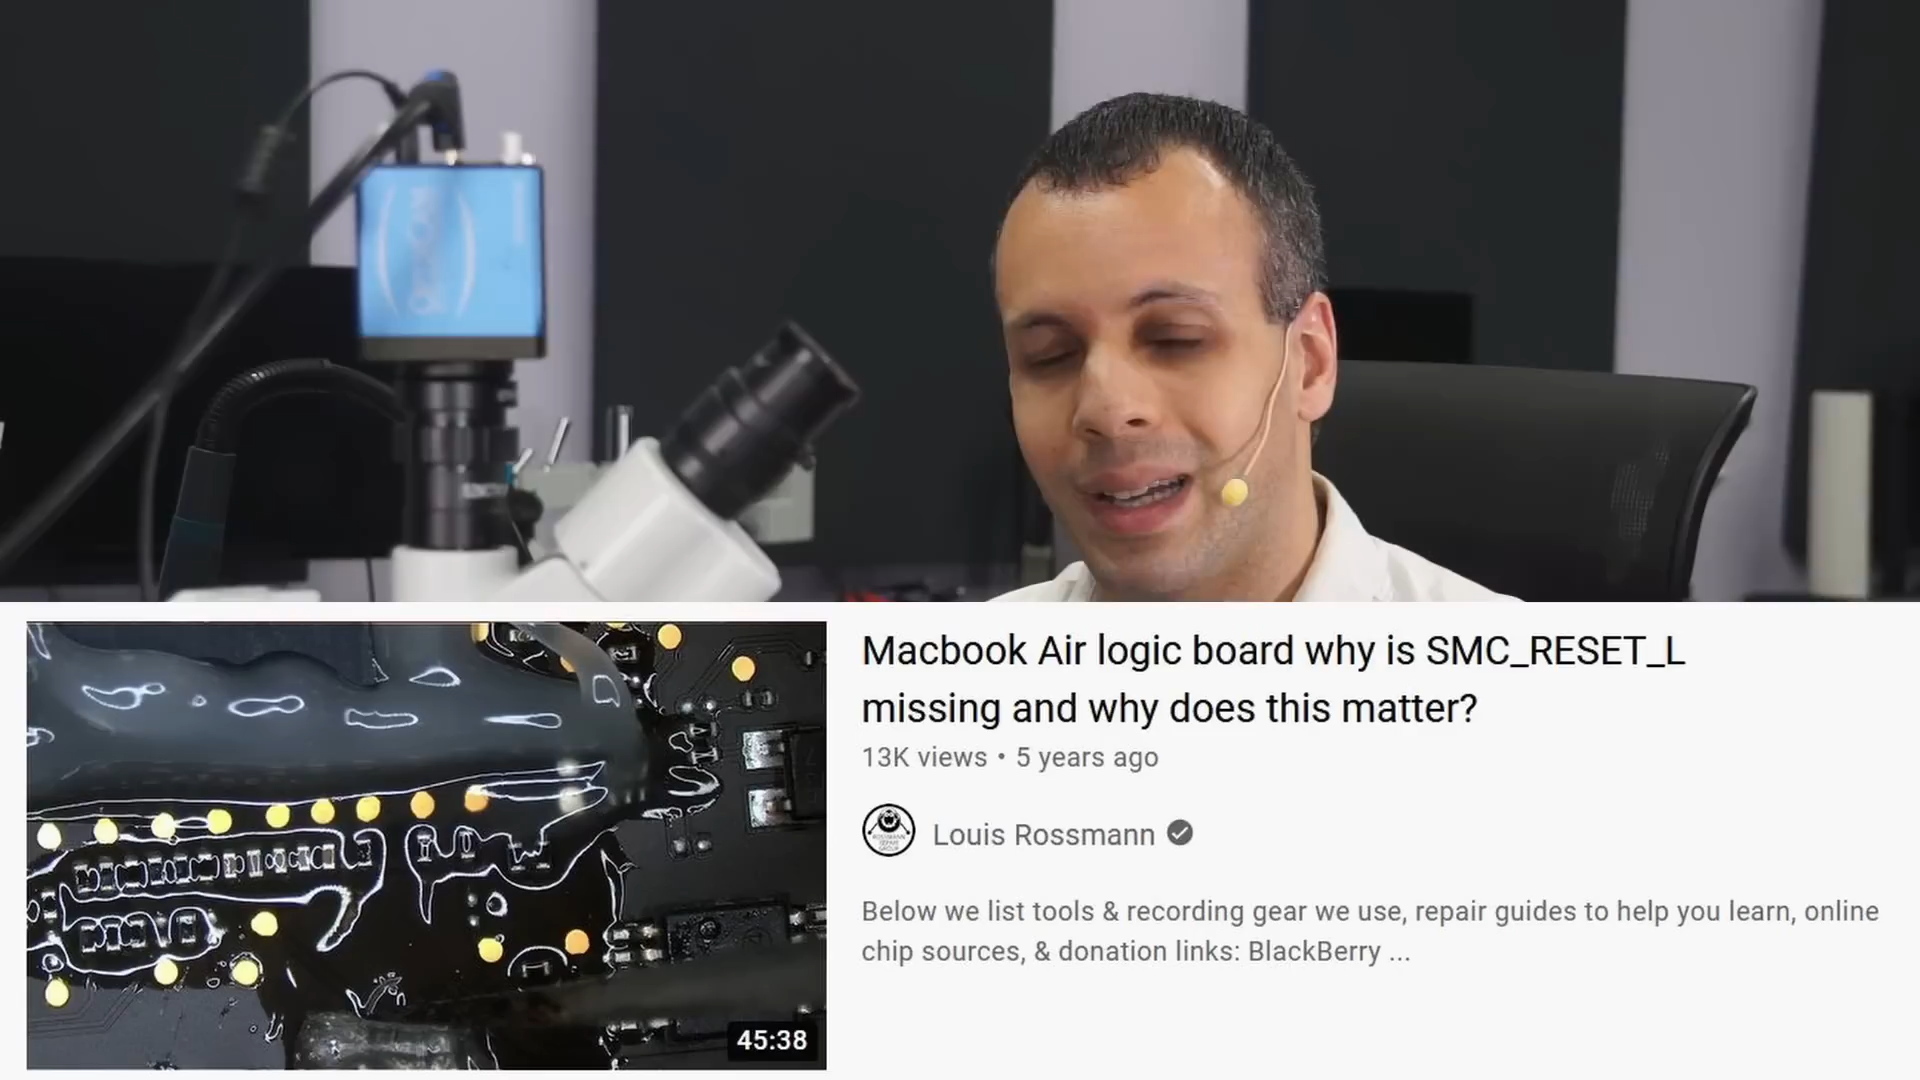 Macbook Air logic board why is SMC_RESET_L
missing and why does this matter?
13K views • 5 years ago
Louis Rossmann
Below we list tools & recording gear we use, repair guides to help you learn, online
chip sources, & donation links: BlackBerry ...
45:38